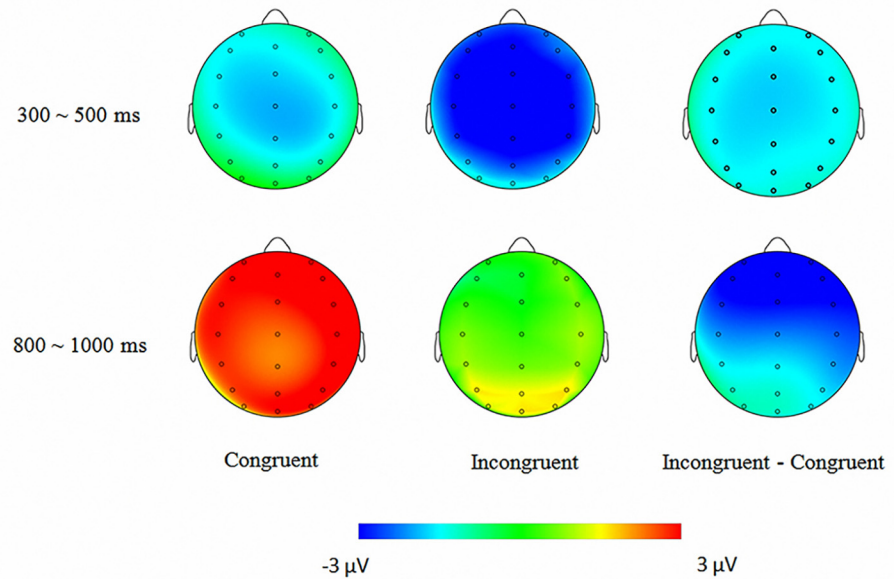 300 ~ 500 ms
800 ~ 1000 ms
Congruent
Incongruent
Incongruent - Congruent
-3 µV
3 µV